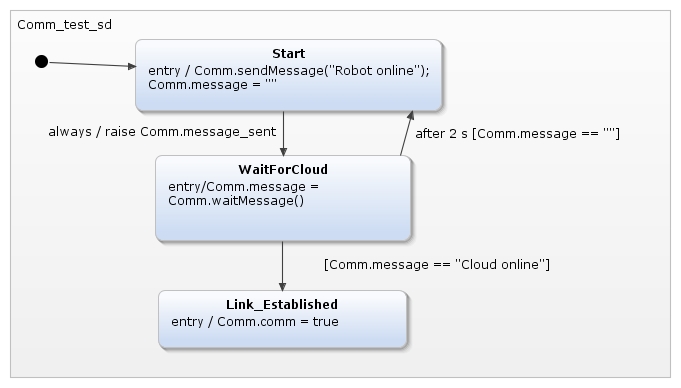 Comm_test_sd
Start
entry / Comm.sendMessage("Robot online");
Comm.message = ""
always / raise Comm.message_sent
after 2 s [Comm.message == ""]
WaitForCloud
entry/Comm.message =
Comm.waitMessage()
[Comm.message == "Cloud online"]
Link_Established
entry / Comm.comm = true